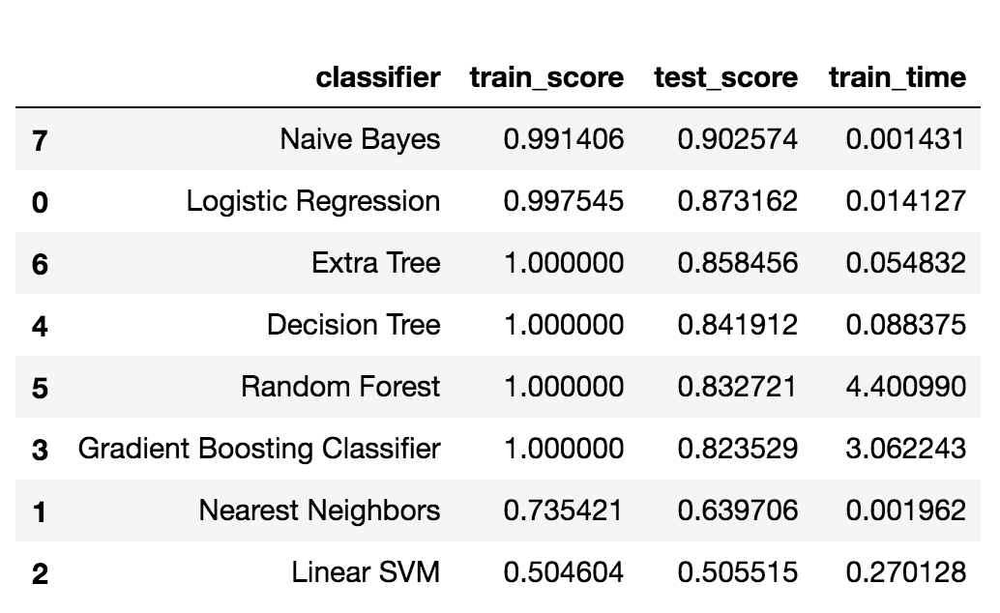 classifier train_score test_score train_time
7 Naive Bayes 0.991406 0.902574 0.001431
0 Logistic Regression 0.997545 0.873162 0.014127
6 Extra Tree 1.000000 0.858456 0.054832
4 Decision Tree 1.000000 0.841912 0.088375
5 Random Forest 1.000000 0.832721 4.400990
3 Gradient Boosting Classifier 1.000000 0.823529 3.062243
1 Nearest Neighbors 0.735421 0.639706 0.001962
2 Linear SVM 0.504604 0.505515 0.270128